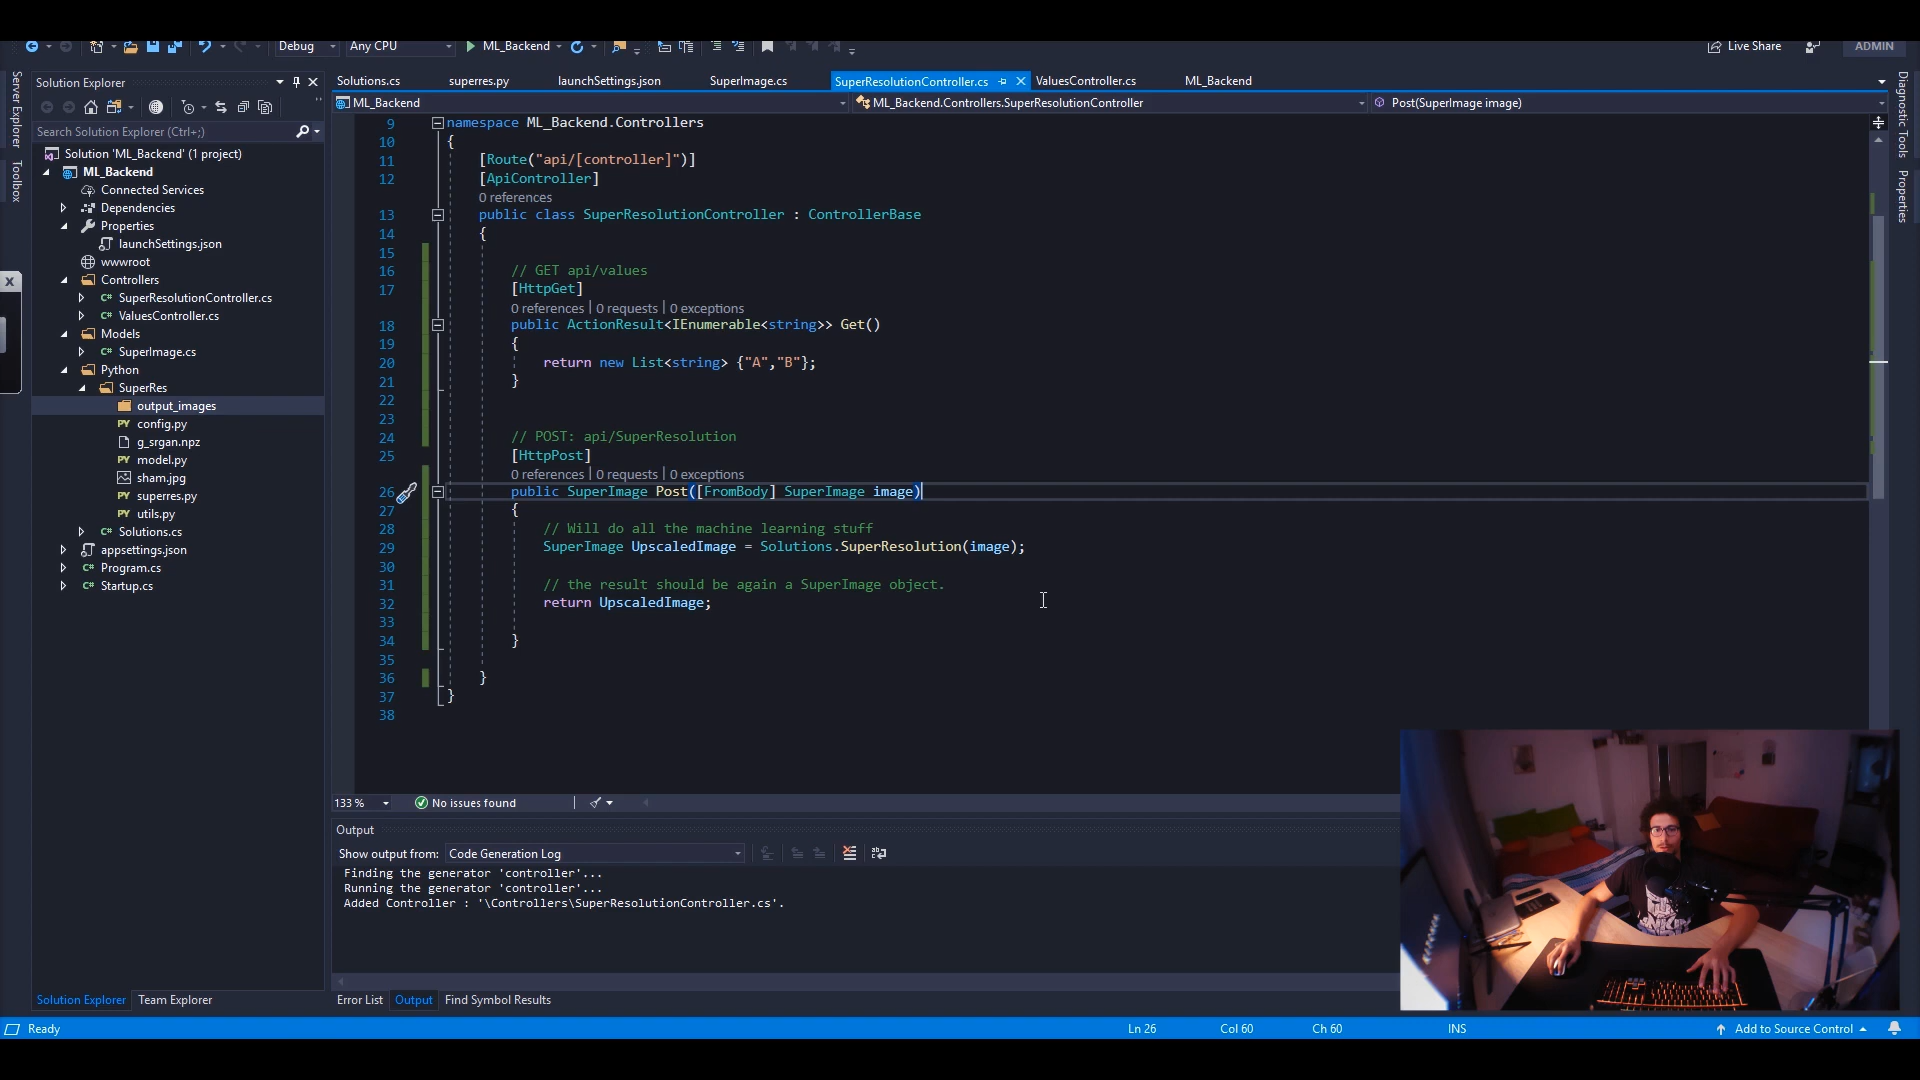 Debug
Any CPU
ML_Backend
Live Share
ADMIN
Server Explorer
Toolbox
Solution Explorer
Search Solution Explorer (Ctrl+;)
Solution 'ML_Backend' (1 project)
ML_Backend
Connected Services
Dependencies
Properties
launchSettings.json
wwwroot
Controllers
C# SuperResolutionController.cs
C# ValuesController.cs
Models
C# SuperImage.cs
Python
SuperRes
output_images
PY config.py
g_srgan.npz
PY model.py
sham.jpg
PY superres.py
PY utils.py
C# Solutions.cs
appsettings.json
C# Program.cs
C# Startup.cs
Solution Explorer
Team Explorer
Solutions.cs
superres.py
launchSettings.json
SuperImage.cs
SuperResolutionController.cs
ValuesController.cs
ML_Backend
ML_Backend
ML_Backend.Controllers.SuperResolutionController
Post(SuperImage image)
9 namespace ML_Backend.Controllers
10 {
11 [Route("api/[controller]")]
12 [ApiController]
0 references
13 public class SuperResolutionController : ControllerBase
14 {
15
16 // GET api/values
17 [HttpGet]
0 references | 0 requests | 0 exceptions
18 public ActionResult<IEnumerable<string>> Get()
19 {
20 return new List<string> {"A","B"};
21 }
22
23
24 // POST: api/SuperResolution
25 [HttpPost]
0 references | 0 requests | 0 exceptions
26 public SuperImage Post([FromBody] SuperImage image)
27 {
28 // Will do all the machine learning stuff
29 SuperImage UpscaledImage = Solutions.SuperResolution(image);
30
31 // the result should be again a SuperImage object.
32 return UpscaledImage;
33
34 }
35
36 }
37 }
38
133 %
No issues found
Output
Show output from: Code Generation Log
Finding the generator 'controller'...
Running the generator 'controller'...
Added Controller : '\Controllers\SuperResolutionController.cs'.
Error List
Output
Find Symbol Results
Diagnostic Tools
Properties
Ready
Ln 26
Col 60
Ch 60
INS
Add to Source Control